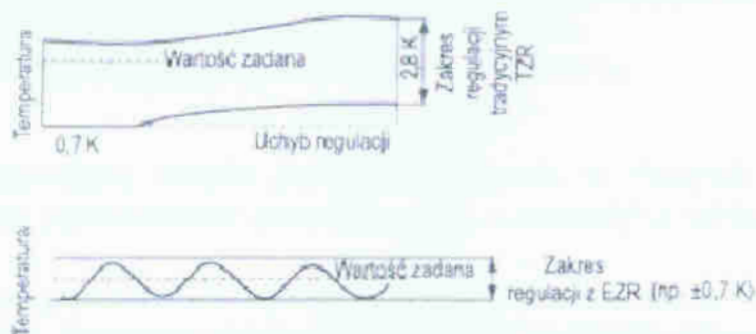 Temperatura
Wartość zadana
2,8 K
Zakres
regulacji
tradycyjnym
TZR
0,7 K
Uchyb regulacji
Temperatura
Wartość zadana
Zakres
regulacji z EZR (np. ±0,7 K)